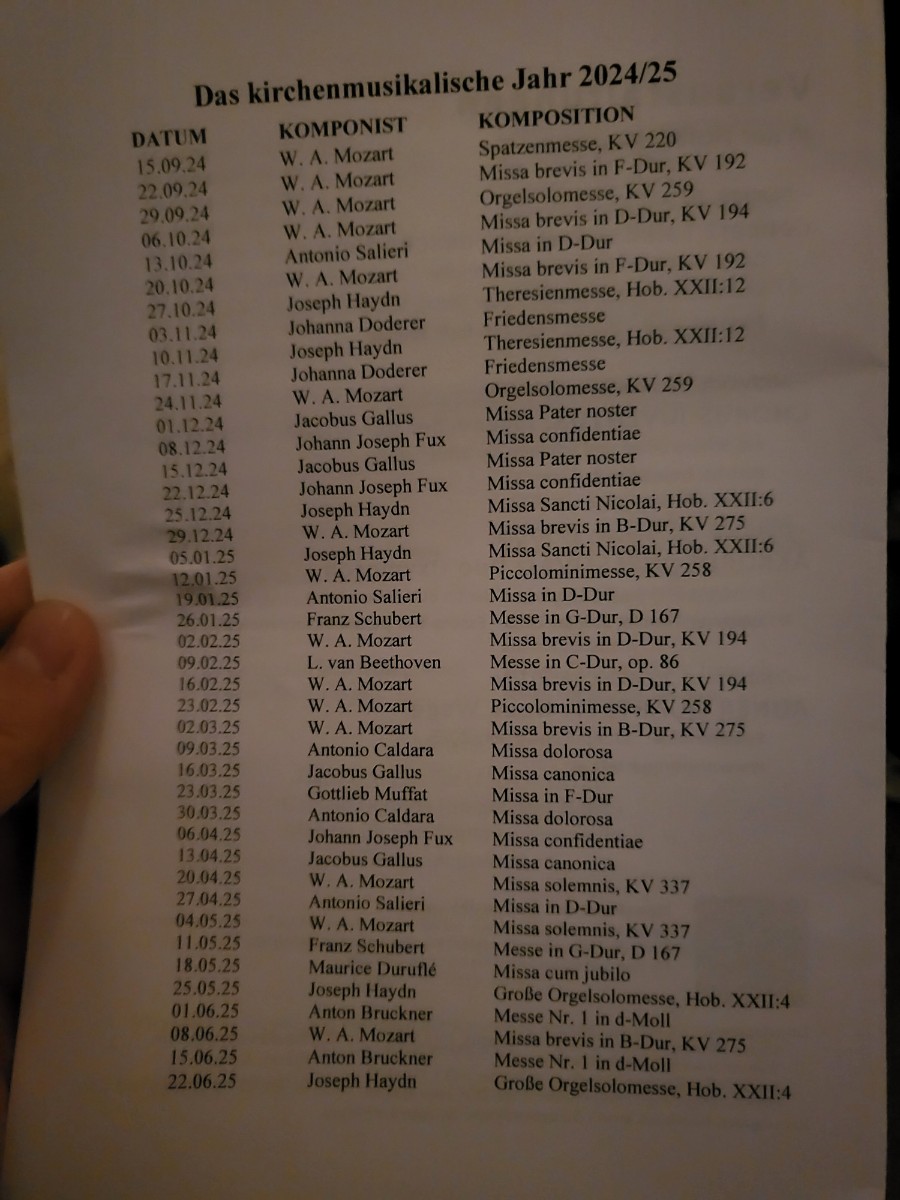 Das kirchenmusikalische Jahr 2024/25
DATUM KOMPONIST KOMPOSITION
15.09.24 W. A. Mozart Spatzenmesse, KV 220
22.09.24 W. A. Mozart Missa brevis in F-Dur, KV 192
29.09.24 W. A. Mozart Orgelsolomesse, KV 259
06.10.24 W. A. Mozart Missa brevis in D-Dur, KV 194
13.10.24 Antonio Salieri Missa in D-Dur
20.10.24 W. A. Mozart Missa brevis in F-Dur, KV 192
27.10.24 Joseph Haydn Theresienmesse, Hob. XXII:12
03.11.24 Johanna Doderer Friedensmesse
10.11.24 Joseph Haydn Theresienmesse, Hob. XXII:12
17.11.24 Johanna Doderer Friedensmesse
24.11.24 W. A. Mozart Orgelsolomesse, KV 259
01.12.24 Jacobus Gallus Missa Pater noster
08.12.24 Johann Joseph Fux Missa confidentiae
15.12.24 Jacobus Gallus Missa Pater noster
22.12.24 Johann Joseph Fux Missa confidentiae
25.12.24 Joseph Haydn Missa Sancti Nicolai, Hob. XXII:6
29.12.24 W. A. Mozart Missa brevis in B-Dur, KV 275
05.01.25 Joseph Haydn Missa Sancti Nicolai, Hob. XXII:6
12.01.25 W. A. Mozart Piccolominimesse, KV 258
19.01.25 Antonio Salieri Missa in D-Dur
26.01.25 Franz Schubert Messe in G-Dur, D 167
02.02.25 W. A. Mozart Missa brevis in D-Dur, KV 194
09.02.25 L. van Beethoven Messe in C-Dur, op. 86
16.02.25 W. A. Mozart Missa brevis in D-Dur, KV 194
23.02.25 W. A. Mozart Piccolominimesse, KV 258
02.03.25 W. A. Mozart Missa brevis in B-Dur, KV 275
09.03.25 Antonio Caldara Missa dolorosa
16.03.25 Jacobus Gallus Missa canonica
23.03.25 Gottlieb Muffat Missa in F-Dur
30.03.25 Antonio Caldara Missa dolorosa
06.04.25 Johann Joseph Fux Missa confidentiae
13.04.25 Jacobus Gallus Missa canonica
20.04.25 W. A. Mozart Missa solemnis, KV 337
27.04.25 Antonio Salieri Missa in D-Dur
04.05.25 W. A. Mozart Missa solemnis, KV 337
11.05.25 Franz Schubert Messe in G-Dur, D 167
18.05.25 Maurice Duruflé Missa cum jubilo
25.05.25 Joseph Haydn Große Orgelsolomesse, Hob. XXII:4
01.06.25 Anton Bruckner Messe Nr. 1 in d-Moll
08.06.25 W. A. Mozart Missa brevis in B-Dur, KV 275
15.06.25 Anton Bruckner Messe Nr. 1 in d-Moll
22.06.25 Joseph Haydn Große Orgelsolomesse, Hob. XXII:4